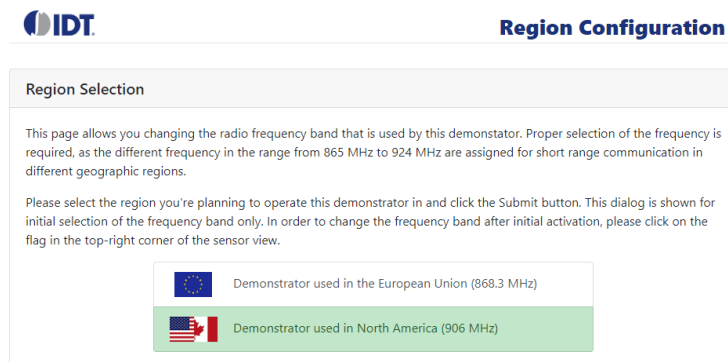 IDT
Region Configuration
Region Selection
This page allows you changing the radio frequency band that is used by this demonstator. Proper selection of the frequency is
required, as the different frequency in the range from 865 MHz to 924 MHz are assigned for short range communication in
different geographic regions.
Please select the region you're planning to operate this demonstrator in and click the Submit button. This dialog is shown for
initial selection of the frequency band only. In order to change the frequency band after initial activation, please click on the
flag in the top-right corner of the sensor view.
Demonstrator used in the European Union (868.3 MHz)
Demonstrator used in North America (906 MHz)